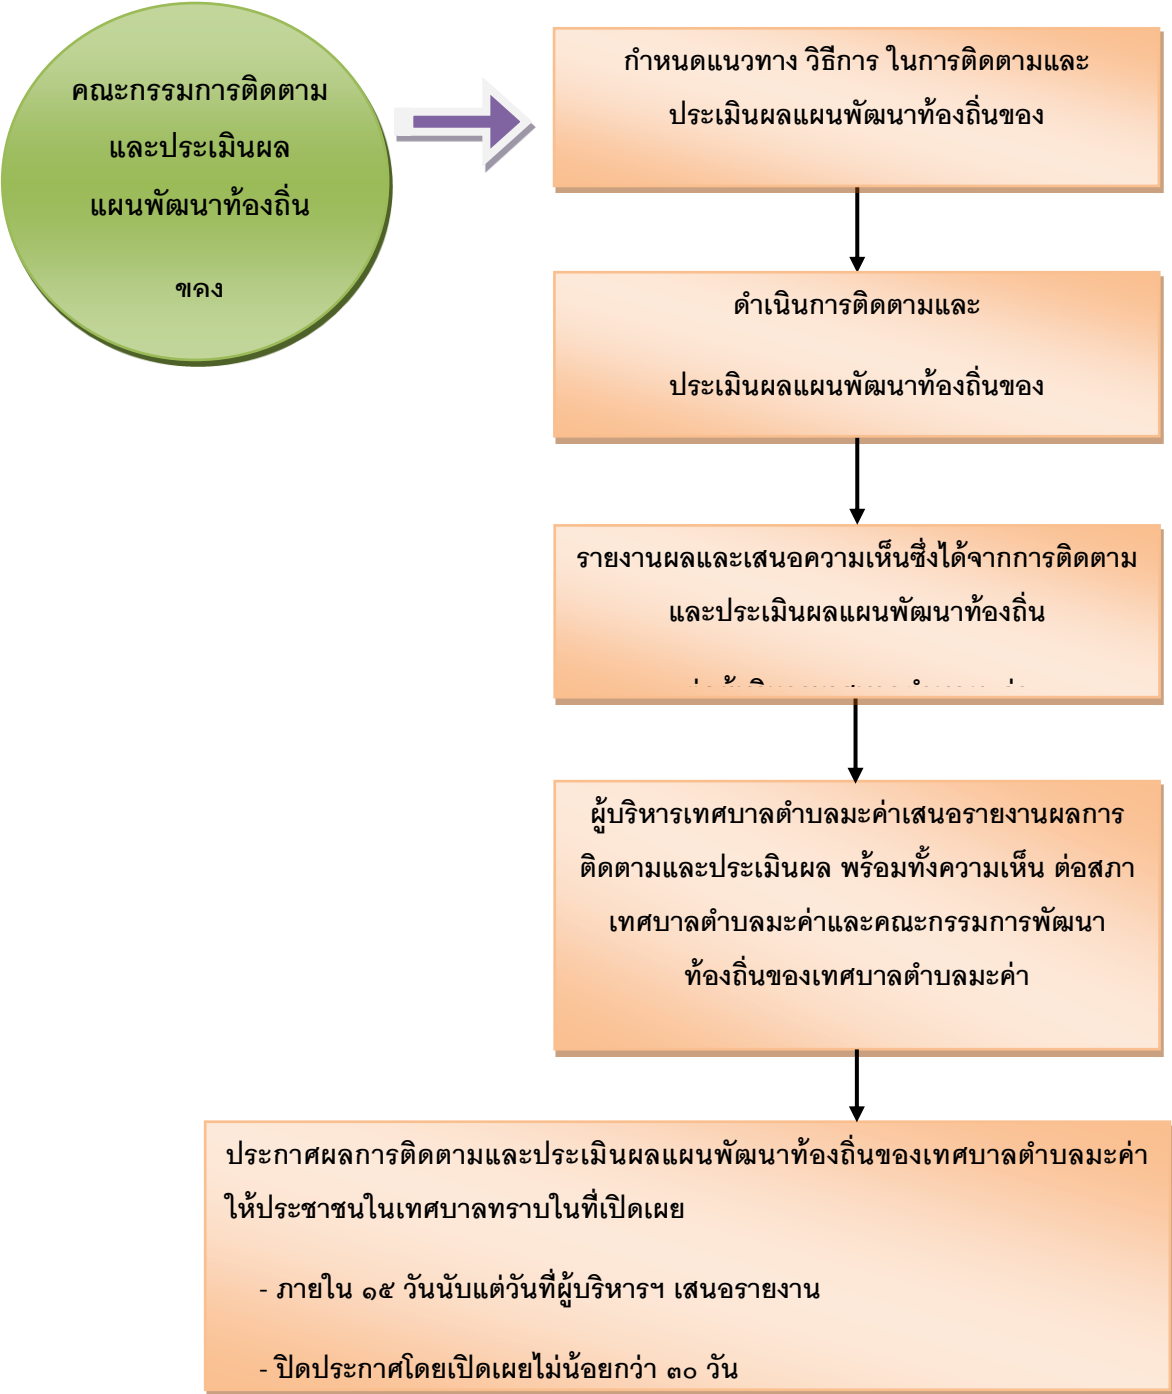 คณะกรรมการติดตาม
และประเมินผล
แผนพัฒนาท้องถิ่น
ของ
กำหนดแนวทาง วิธีการ ในการติดตามและ
ประเมินผลแผนพัฒนาท้องถิ่นของ
ดำเนินการติดตามและ
ประเมินผลแผนพัฒนาท้องถิ่นของ
รายงานผลและเสนอความเห็นซึ่งได้จากการติดตาม
และประเมินผลแผนพัฒนาท้องถิ่น
ผู้บริหารเทศบาลตำบลมะค่าเสนอรายงานผลการ
ติดตามและประเมินผล พร้อมทั้งความเห็น ต่อสภา
เทศบาลตำบลมะค่าและคณะกรรมการพัฒนา
ท้องถิ่นของเทศบาลตำบลมะค่า
ประกาศผลการติดตามและประเมินผลแผนพัฒนาท้องถิ่นของเทศบาลตำบลมะค่า
ให้ประชาชนในเทศบาลทราบในที่เปิดเผย
- ภายใน ๑๕ วันนับแต่วันที่ผู้บริหารฯ เสนอรายงาน
- ปิดประกาศโดยเปิดเผยไม่น้อยกว่า ๓๐ วัน